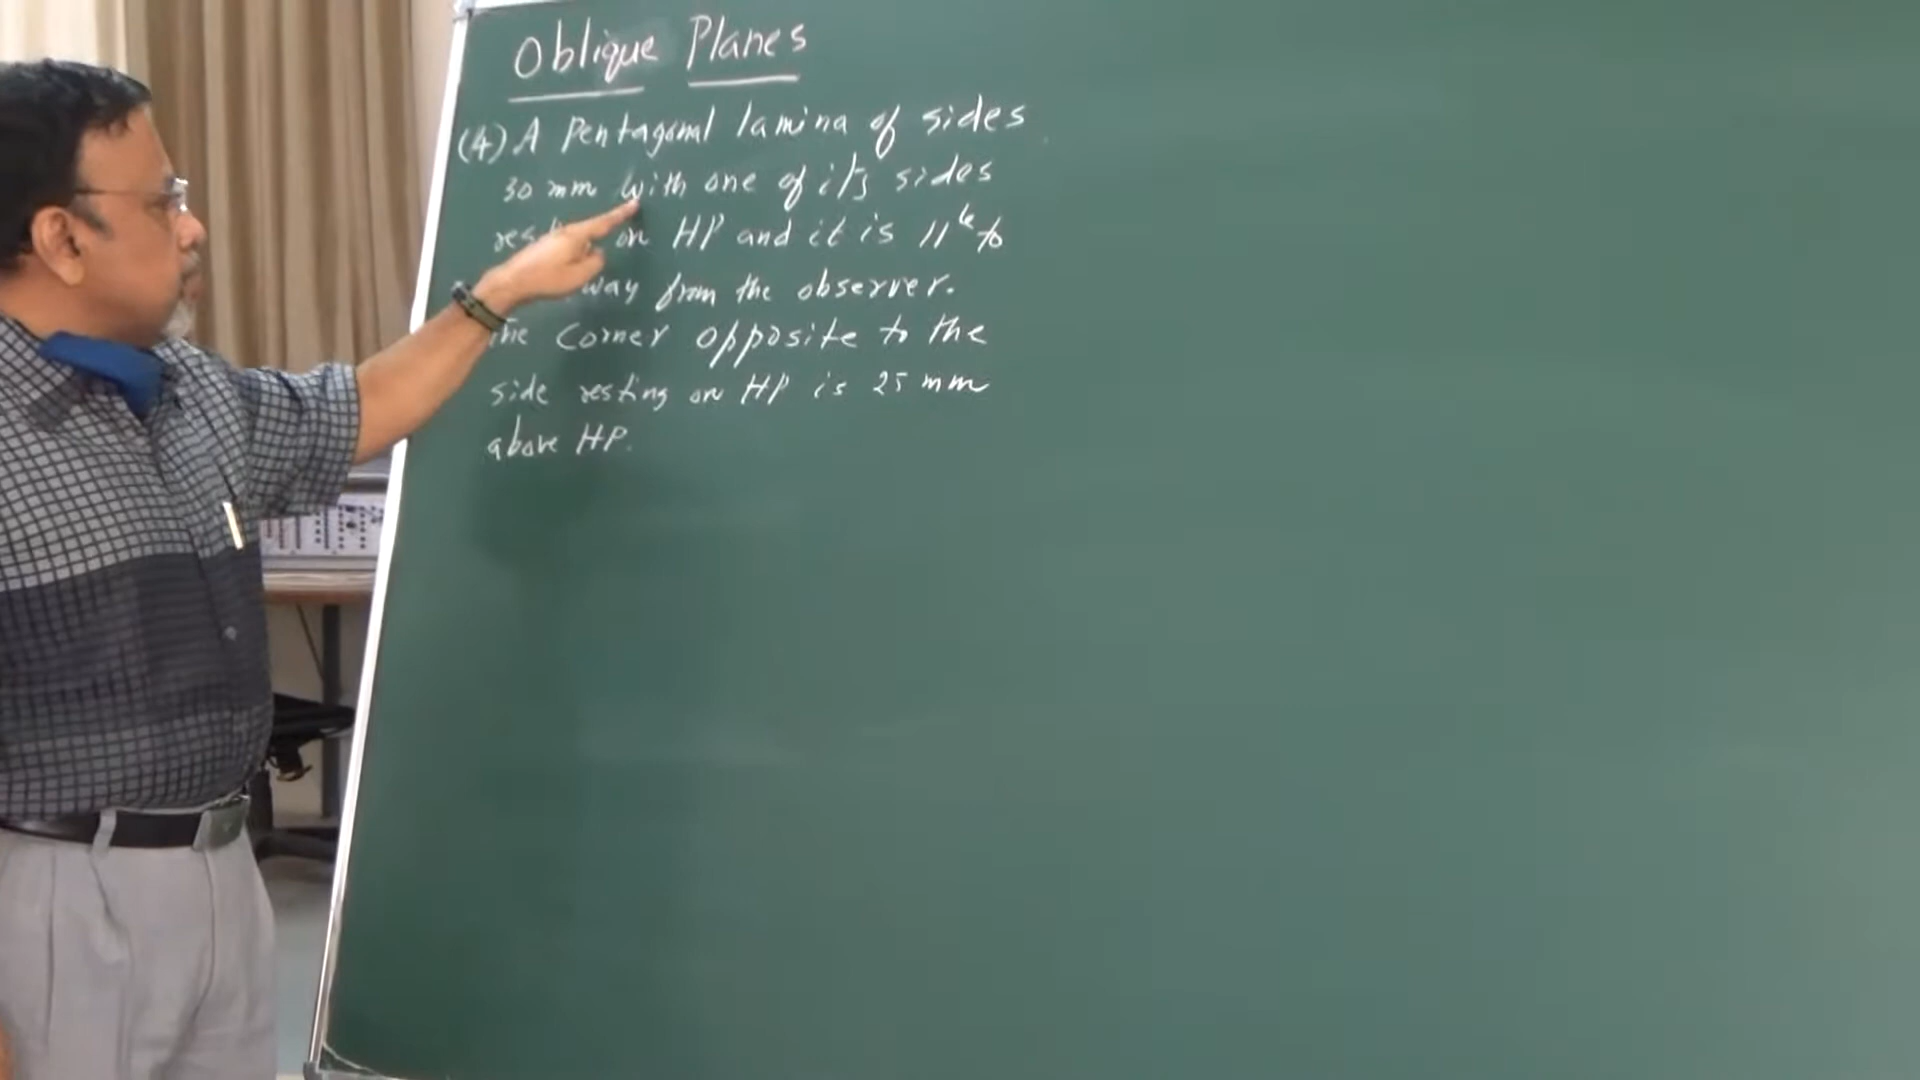 Oblique Planes
(4) A Pentagonal lamina of sides
30 mm with one of its sides
on HP and it is 11le to
from the observer.
The Corner opposite to the
side resting on HP is 25 mm
above HP.